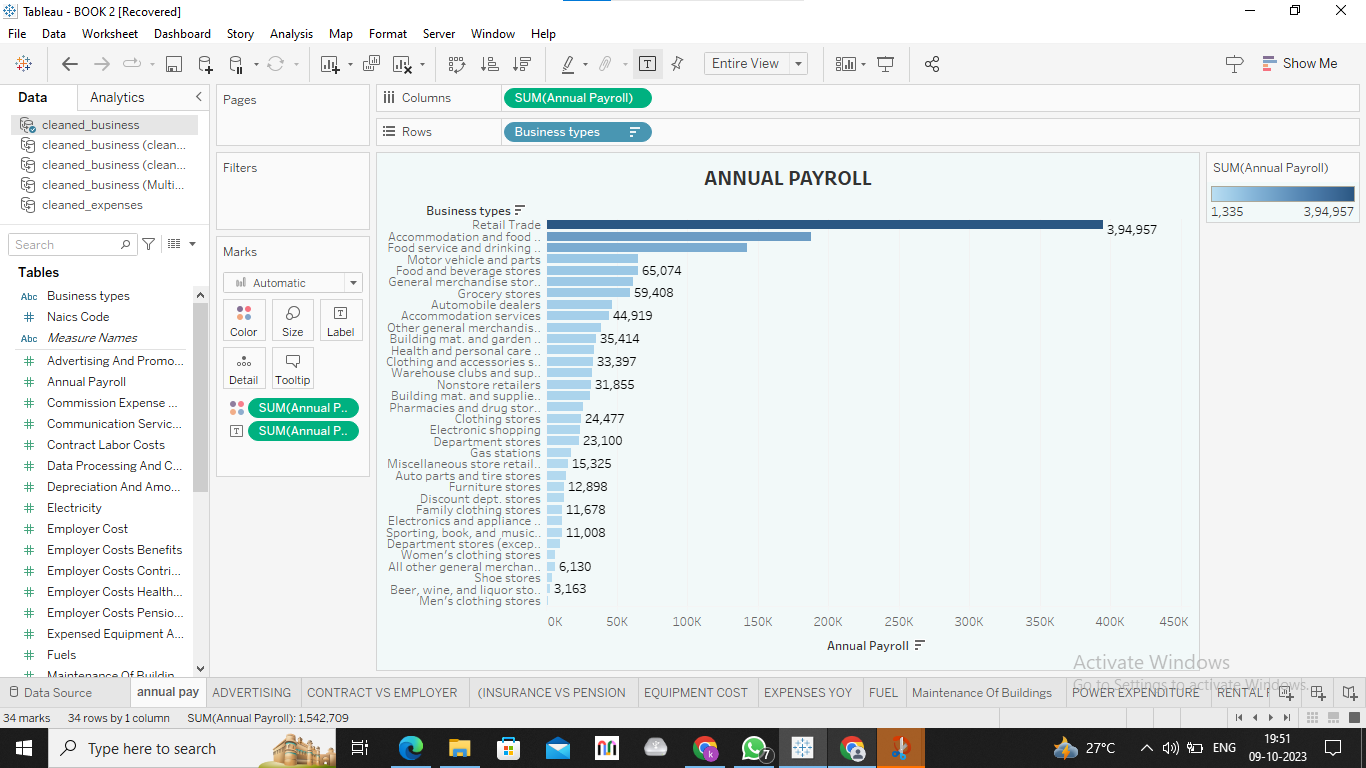 Tableau - BOOK 2 [Recovered]
File Data Worksheet Dashboard Story Analysis Map Format Server Window Help
Entire View
Show Me
Data Analytics
cleaned_business
cleaned_business (clean...
cleaned_business (clean...
cleaned_business (Multi...
cleaned_expenses
Search
Tables
Abc Business types
# Naics Code
Abc Measure Names
# Advertising And Promo...
# Annual Payroll
# Commission Expense ...
# Communication Servic...
# Contract Labor Costs
# Data Processing And C...
# Depreciation And Amo...
# Electricity
# Employer Cost
# Employer Costs Benefits
# Employer Costs Contri...
# Employer Costs Health...
# Employer Costs Pensio...
# Expensed Equipment A...
# Fuels
Maintenance Of Buildin
Pages
Filters
Marks
Automatic
Color Size Label
Detail Tooltip
SUM(Annual P..
SUM(Annual P..
Columns SUM(Annual Payroll)
Rows Business types
ANNUAL PAYROLL
Business types
Retail Trade 3,94,957
Accommodation and food ..
Food service and drinking ..
Motor vehicle and parts
Food and beverage stores 65,074
General merchandise stor..
Grocery stores 59,408
Automobile dealers
Accommodation services 44,919
Other general merchandis..
Building mat. and garden .. 35,414
Health and personal care ..
Clothing and accessories s.. 33,397
Warehouse clubs and sup..
Nonstore retailers 31,855
Building mat. and supplie..
Pharmacies and drug stor..
Clothing stores 24,477
Electronic shopping
Department stores 23,100
Gas stations
Miscellaneous store retail.. 15,325
Auto parts and tire stores
Furniture stores 12,898
Discount dept. stores
Family clothing stores 11,678
Electronics and appliance ..
Sporting, book, and music.. 11,008
Department stores (excep..
Women's clothing stores
All other general merchan.. 6,130
Shoe stores
Beer, wine, and liquor sto.. 3,163
Men's clothing stores
0K 50K 100K 150K 200K 250K 300K 350K 400K 450K
Annual Payroll
SUM(Annual Payroll)
1,335 3,94,957
Activate Windows
Go to Settings to activate Windows.
Data Source annual pay ADVERTISING CONTRACT VS EMPLOYER (INSURANCE VS PENSION EQUIPMENT COST EXPENSES YOY FUEL Maintenance Of Buildings POWER EXPENDITURE RENTAL
34 marks 34 rows by 1 column SUM(Annual Payroll): 1,542,709
Type here to search
7
27°C
ENG
19:51
09-10-2023